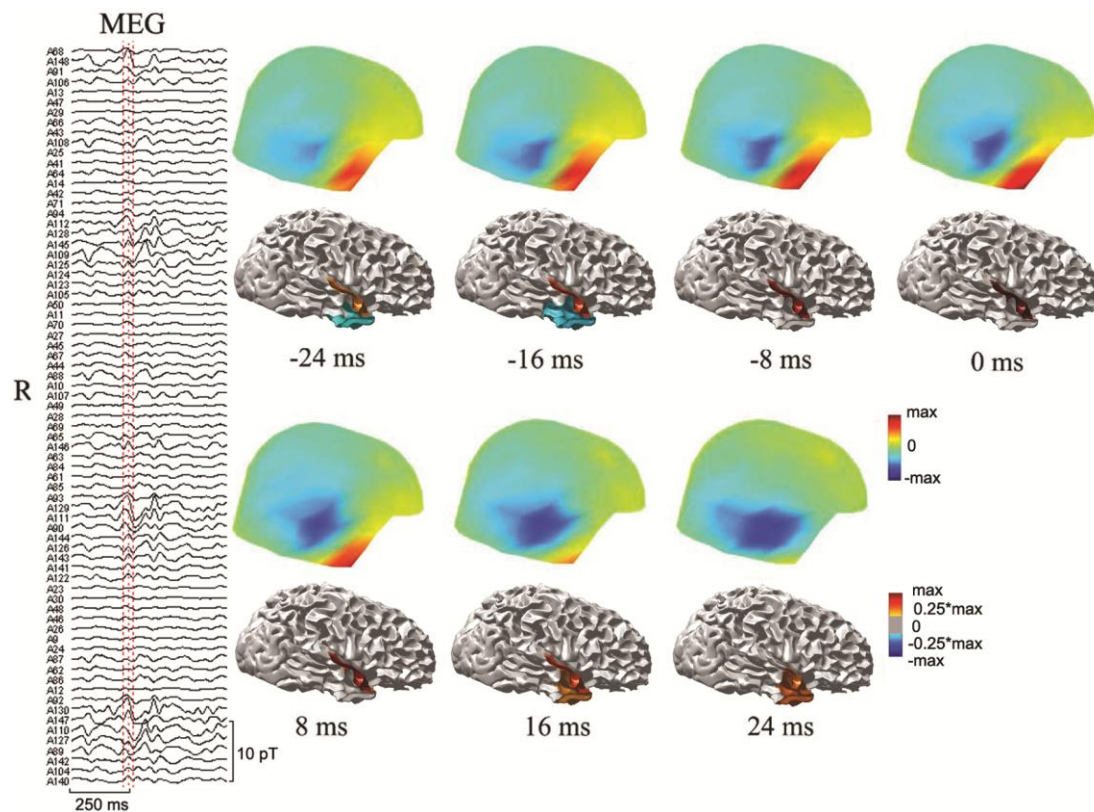 MEG
A68
A148
A91
A106
A13
A47
A29
A66
A43
A108
A25
A41
A64
A14
A42
A71
A94
A112
A128
A145
A109
A125
A124
A123
A105
A60
A11
A70
A27
A45
A67
A44
A88
A10
A107
A49
A28
A69
A65
A146
A63
A84
A61
A85
A93
A129
A111
A90
A144
A126
A143
A141
A122
A23
A30
A48
A46
A26
A9
A24
A87
A62
A86
A12
A92
A130
A147
A110
A127
A89
A142
A104
A140
R
10 pT
250 ms
-24 ms
-16 ms
-8 ms
0 ms
max
0
-max
max
0.25*max
0
-0.25*max
-max
8 ms
16 ms
24 ms